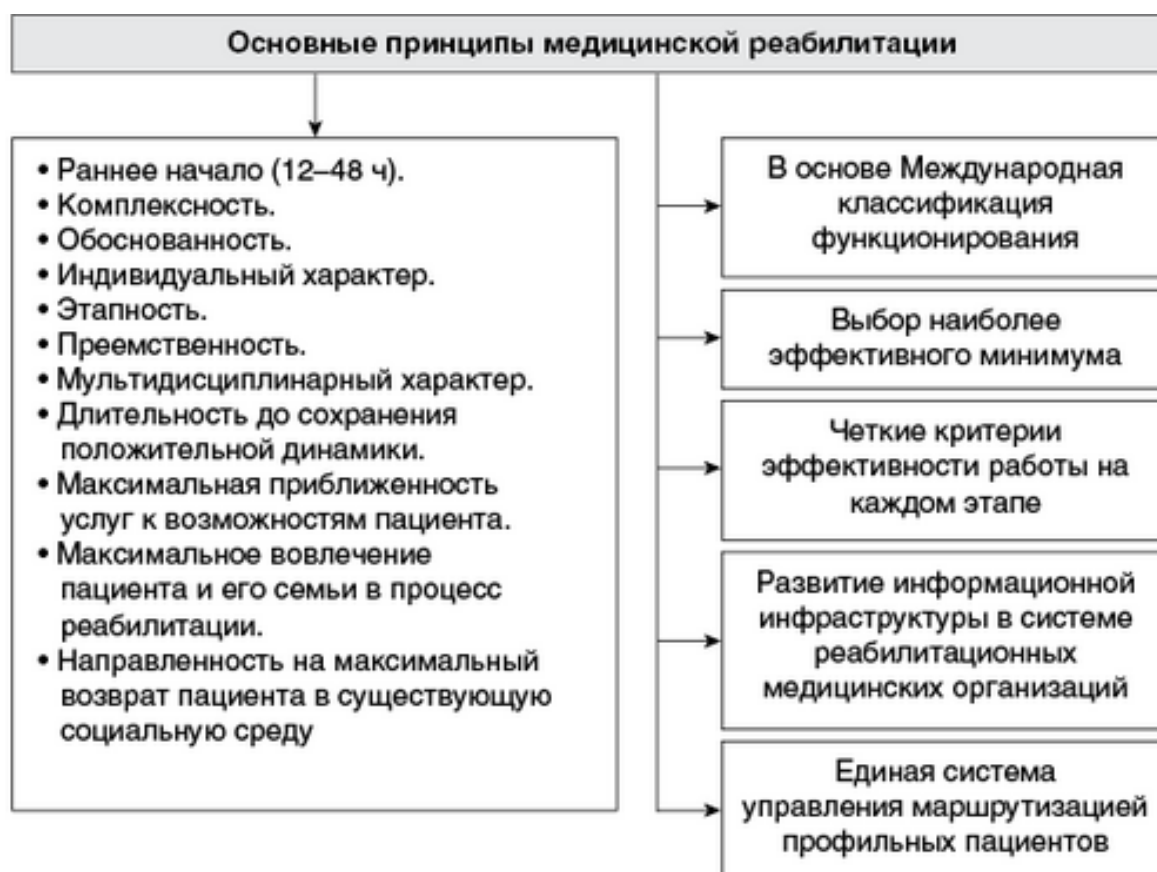 Основные принципы медицинской реабилитации
• Раннее начало (12–48 ч).
• Комплексность.
• Обоснованность.
• Индивидуальный характер.
• Этапность.
• Преемственность.
• Мультидисциплинарный характер.
• Длительность до сохранения
положительной динамики.
• Максимальная приближенность
услуг к возможностям пациента.
• Максимальное вовлечение
пациента и его семьи в процесс
реабилитации.
• Направленность на максимальный
возврат пациента в существующую
социальную среду
В основе Международная
классификация
функционирования
Выбор наиболее
эффективного минимума
Четкие критерии
эффективности работы на
каждом этапе
Развитие информационной
инфраструктуры в системе
реабилитационных
медицинских организаций
Единая система
управления маршрутизацией
профильных пациентов